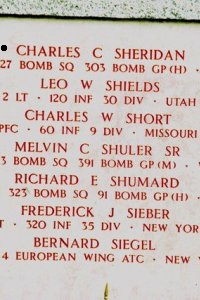 CHARLES C SHERIDAN
27 BOMB SQ 303 BOMB GP(H) ·
LEO W SHIELDS
2 LT · 120 INF 30 DIV · UTAH
CHARLES W SHORT
PFC · 60 INF 9 DIV · MISSOURI
MELVIN C SHULER SR
3 BOMB SQ 391 BOMB GP(M) ·
RICHARD E SHUMARD
323 BOMB SQ 91 BOMB GP(H) ·
FREDERICK J SIEBER
T · 320 INF 35 DIV · NEW YORK
BERNARD SIEGEL
4 EUROPEAN WING ATC · NEW